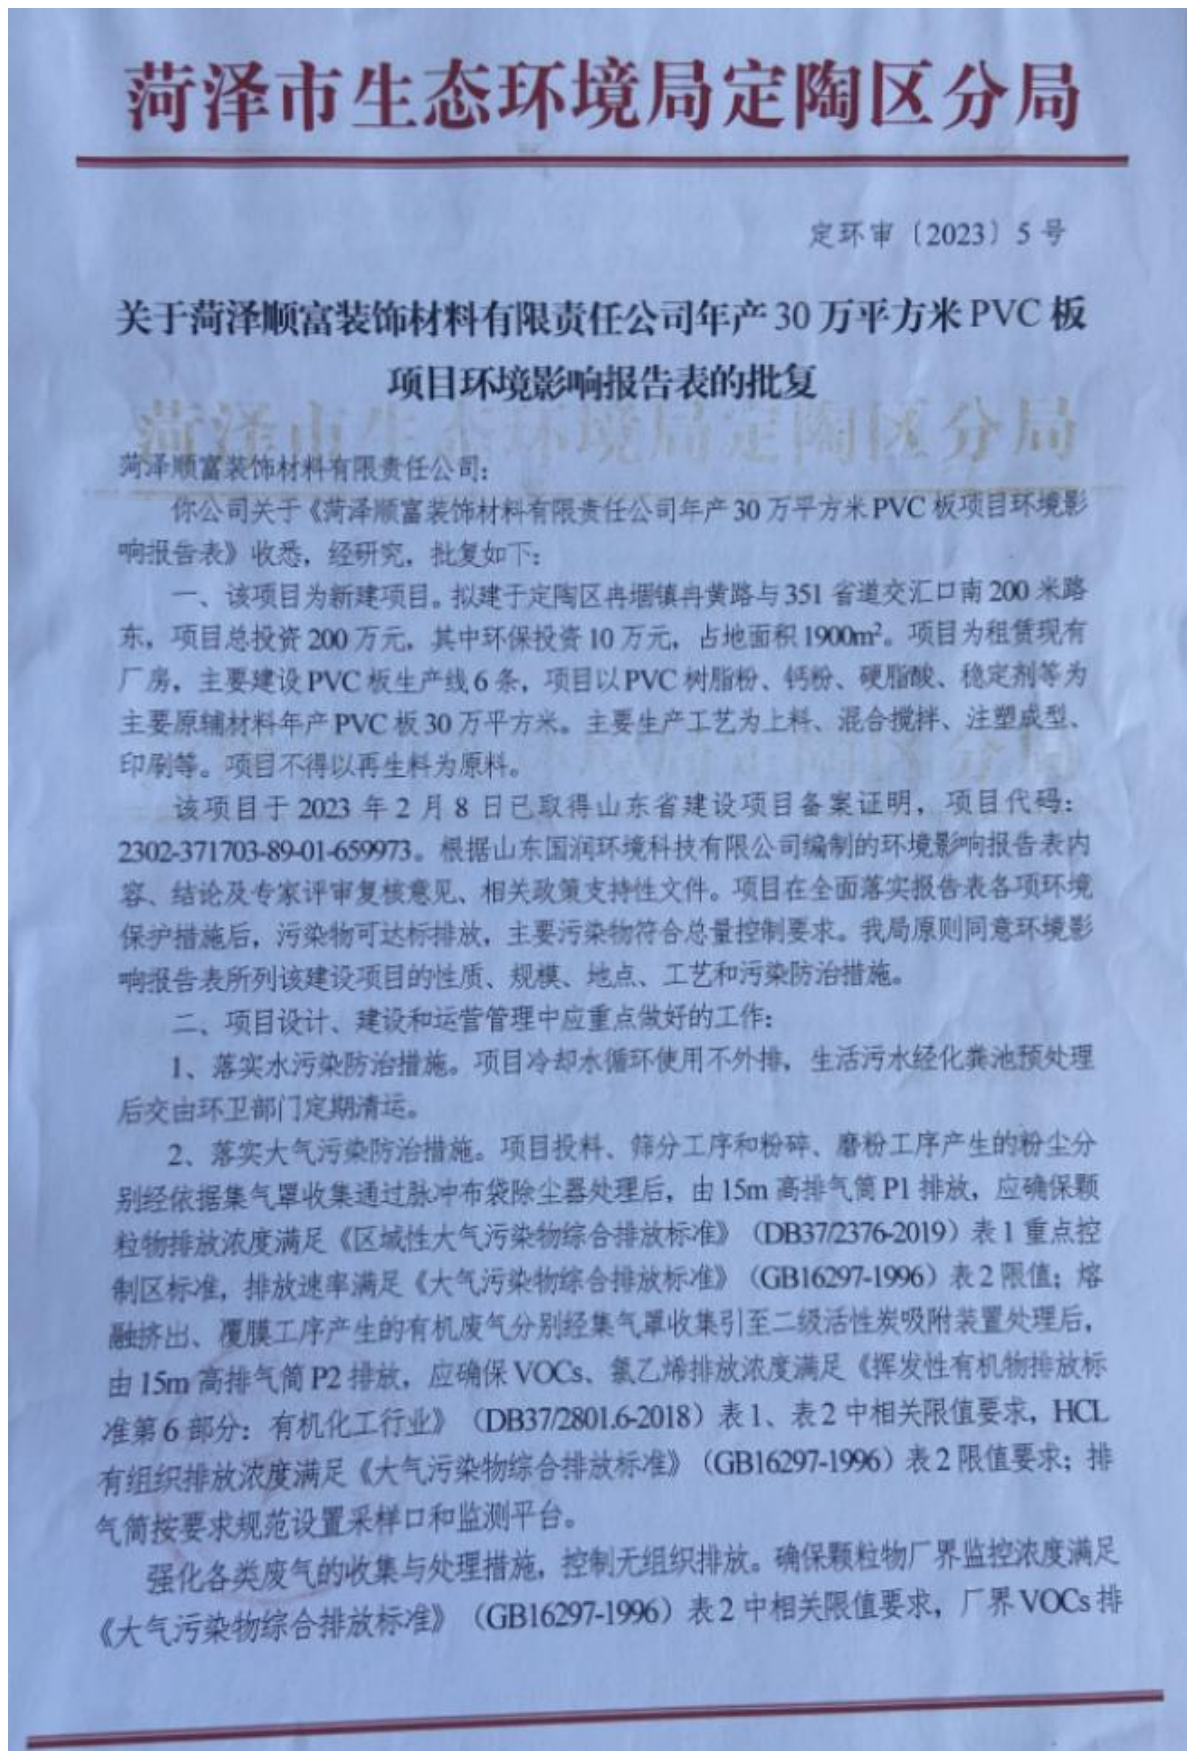 菏泽市生态环境局定陶区分局
定环审〔2023〕5号
关于菏泽顺富装饰材料有限责任公司年产30万平方米PVC板
项目环境影响报告表的批复
菏泽顺富装饰材料有限责任公司：
你公司关于《菏泽顺富装饰材料有限责任公司年产30万平方米PVC板项目环境影
响报告表》收悉，经研究，批复如下：
一、该项目为新建项目。拟建于定陶区冉堌镇冉黄路与351省道交汇口南200米路
东，项目总投资200万元，其中环保投资10万元，占地面积1900m²。项目为租赁现有
厂房，主要建设PVC板生产线6条，项目以PVC树脂粉、钙粉、硬脂酸、稳定剂等为
主要原辅材料年产PVC板30万平方米。主要生产工艺为上料、混合搅拌、注塑成型、
印刷等。项目不得以再生料为原料。
该项目于2023年2月8日已取得山东省建设项目备案证明，项目代码：
2302-371703-89-01-659973。根据山东国润环境科技有限公司编制的环境影响报告表内
容、结论及专家评审复核意见、相关政策支持性文件。项目在全面落实报告表各项环境
保护措施后，污染物可达标排放，主要污染物符合总量控制要求。我局原则同意环境影
响报告表所列该建设项目的性质、规模、地点、工艺和污染防治措施。
二、项目设计、建设和运营管理中应重点做好的工作：
1、落实水污染防治措施。项目冷却水循环使用不外排，生活污水经化粪池预处理
后交由环卫部门定期清运。
2、落实大气污染防治措施。项目投料、筛分工序和粉碎、磨粉工序产生的粉尘分
别经依据集气罩收集通过脉冲布袋除尘器处理后，由15m高排气筒P1排放，应确保颗
粒物排放浓度满足《区域性大气污染物综合排放标准》（DB37/2376-2019）表1重点控
制区标准，排放速率满足《大气污染物综合排放标准》（GB16297-1996）表2限值；熔
融挤出、覆膜工序产生的有机废气分别经集气罩收集引至二级活性炭吸附装置处理后，
由15m高排气筒P2排放，应确保VOCs、氯乙烯排放浓度满足《挥发性有机物排放标
准第6部分：有机化工行业》（DB37/2801.6-2018）表1、表2中相关限值要求，HCL
有组织排放浓度满足《大气污染物综合排放标准》（GB16297-1996）表2限值要求；排
气筒按要求规范设置采样口和监测平台。
强化各类废气的收集与处理措施，控制无组织排放。确保颗粒物厂界监控浓度满足
《大气污染物综合排放标准》（GB16297-1996）表2中相关限值要求，厂界VOCs排